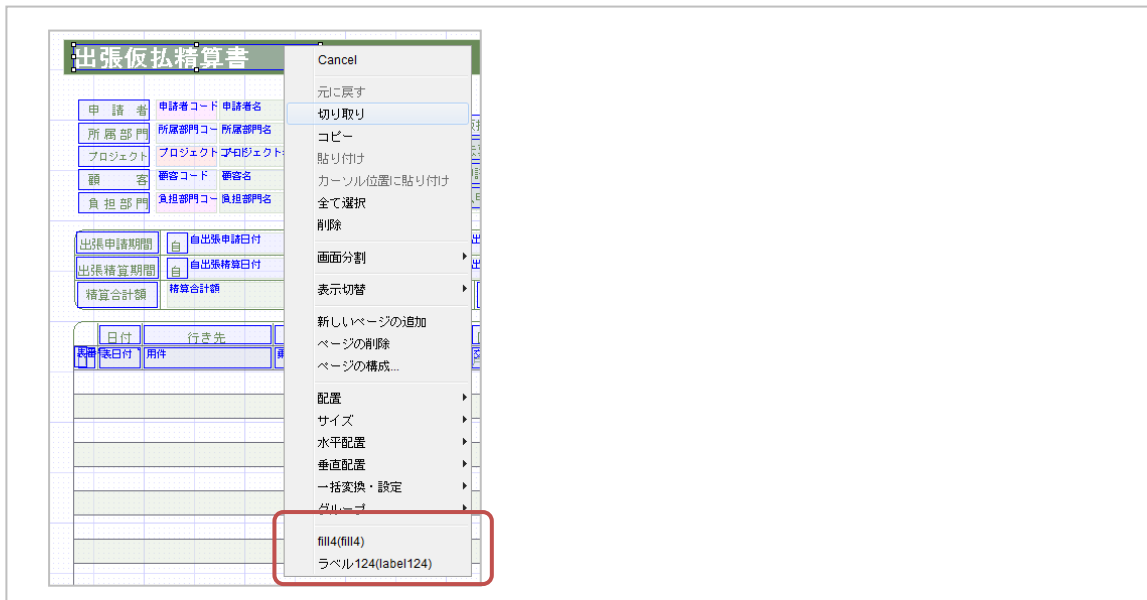 出張仮払精算書
申請者 申請者コード 申請者名
所属部門 所属部門コー 所属部門名
プロジェクト プロジェクト
顧客 顧客コード 顧客名
負担部門 負担部門コー 負担部門名
出張申請期間 自 自出張申請日付
出張精算期間 自 自出張精算日付
精算合計額 精算合計額
日付 行き先
表日付 用件
Cancel
元に戻す
切り取り
コピー
貼り付け
カーソル位置に貼り付け
全て選択
削除
画面分割
表示切替
新しいページの追加
ページの削除
ページの構成...
配置
サイズ
水平配置
垂直配置
一括変換・設定
グループ
fill4(fill4)
ラベル124(label124)